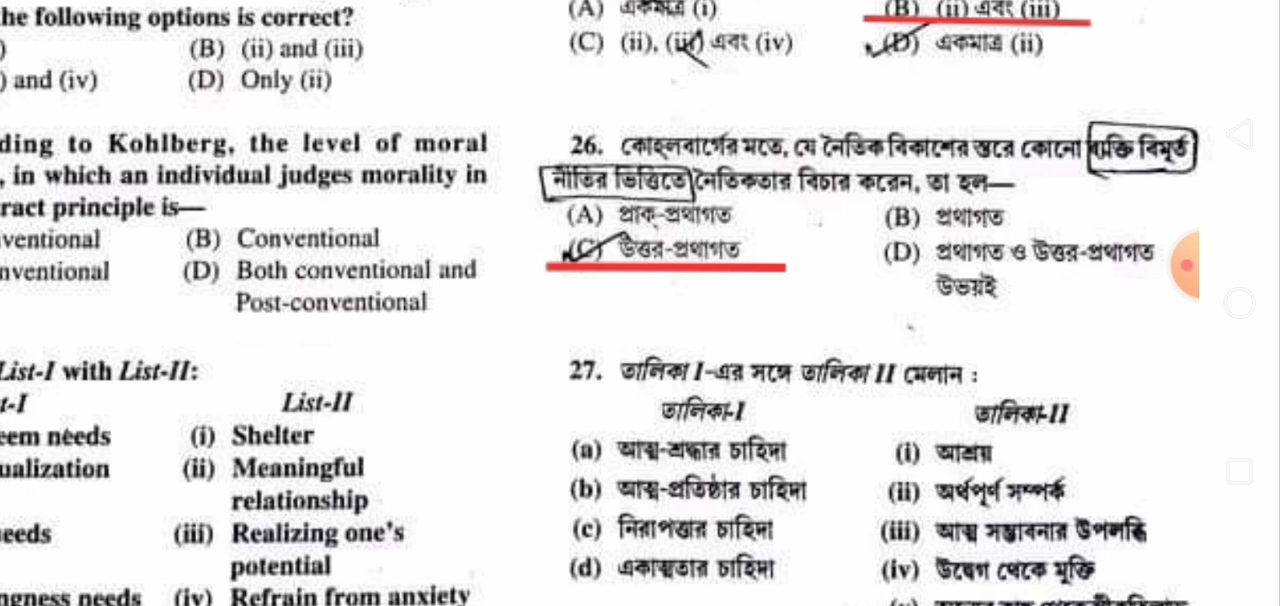 he following options is correct?
(B) (ii) and (iii)
) and (iv) (D) Only (ii)
ding to Kohlberg, the level of moral
, in which an individual judges morality in
ract principle is—
ventional (B) Conventional
nventional (D) Both conventional and
Post-conventional
List-I with List-II:
t-I List-II
eem needs (i) Shelter
ualization (ii) Meaningful
relationship
eeds (iii) Realizing one's
potential
ngness needs (iv) Refrain from anxiety
(A) একমাত্র (i) (B) (ii) এবং (iii)
(C) (ii), (iii) এবং (iv) (D) একমাত্র (ii)
26. কোহলবার্গের মতে, যে নৈতিক বিকাশের স্তরে কোনো ব্যক্তি বিমূর্ত
নীতির ভিত্তিতে নৈতিকতার বিচার করেন, তা হল—
(A) প্রাক্-প্রথাগত (B) প্রথাগত
(C) উত্তর-প্রথাগত (D) প্রথাগত ও উত্তর-প্রথাগত
উভয়ই
27. তালিকা I-এর সঙ্গে তালিকা II মেলান :
তালিকা-I তালিকা-II
(a) আত্ম-শ্রদ্ধার চাহিদা (i) আশ্রয়
(b) আত্ম-প্রতিষ্ঠার চাহিদা (ii) অর্থপূর্ণ সম্পর্ক
(c) নিরাপত্তার চাহিদা (iii) আত্ম সম্ভাবনার উপলব্ধি
(d) একাত্মতার চাহিদা (iv) উদ্বেগ থেকে মুক্তি